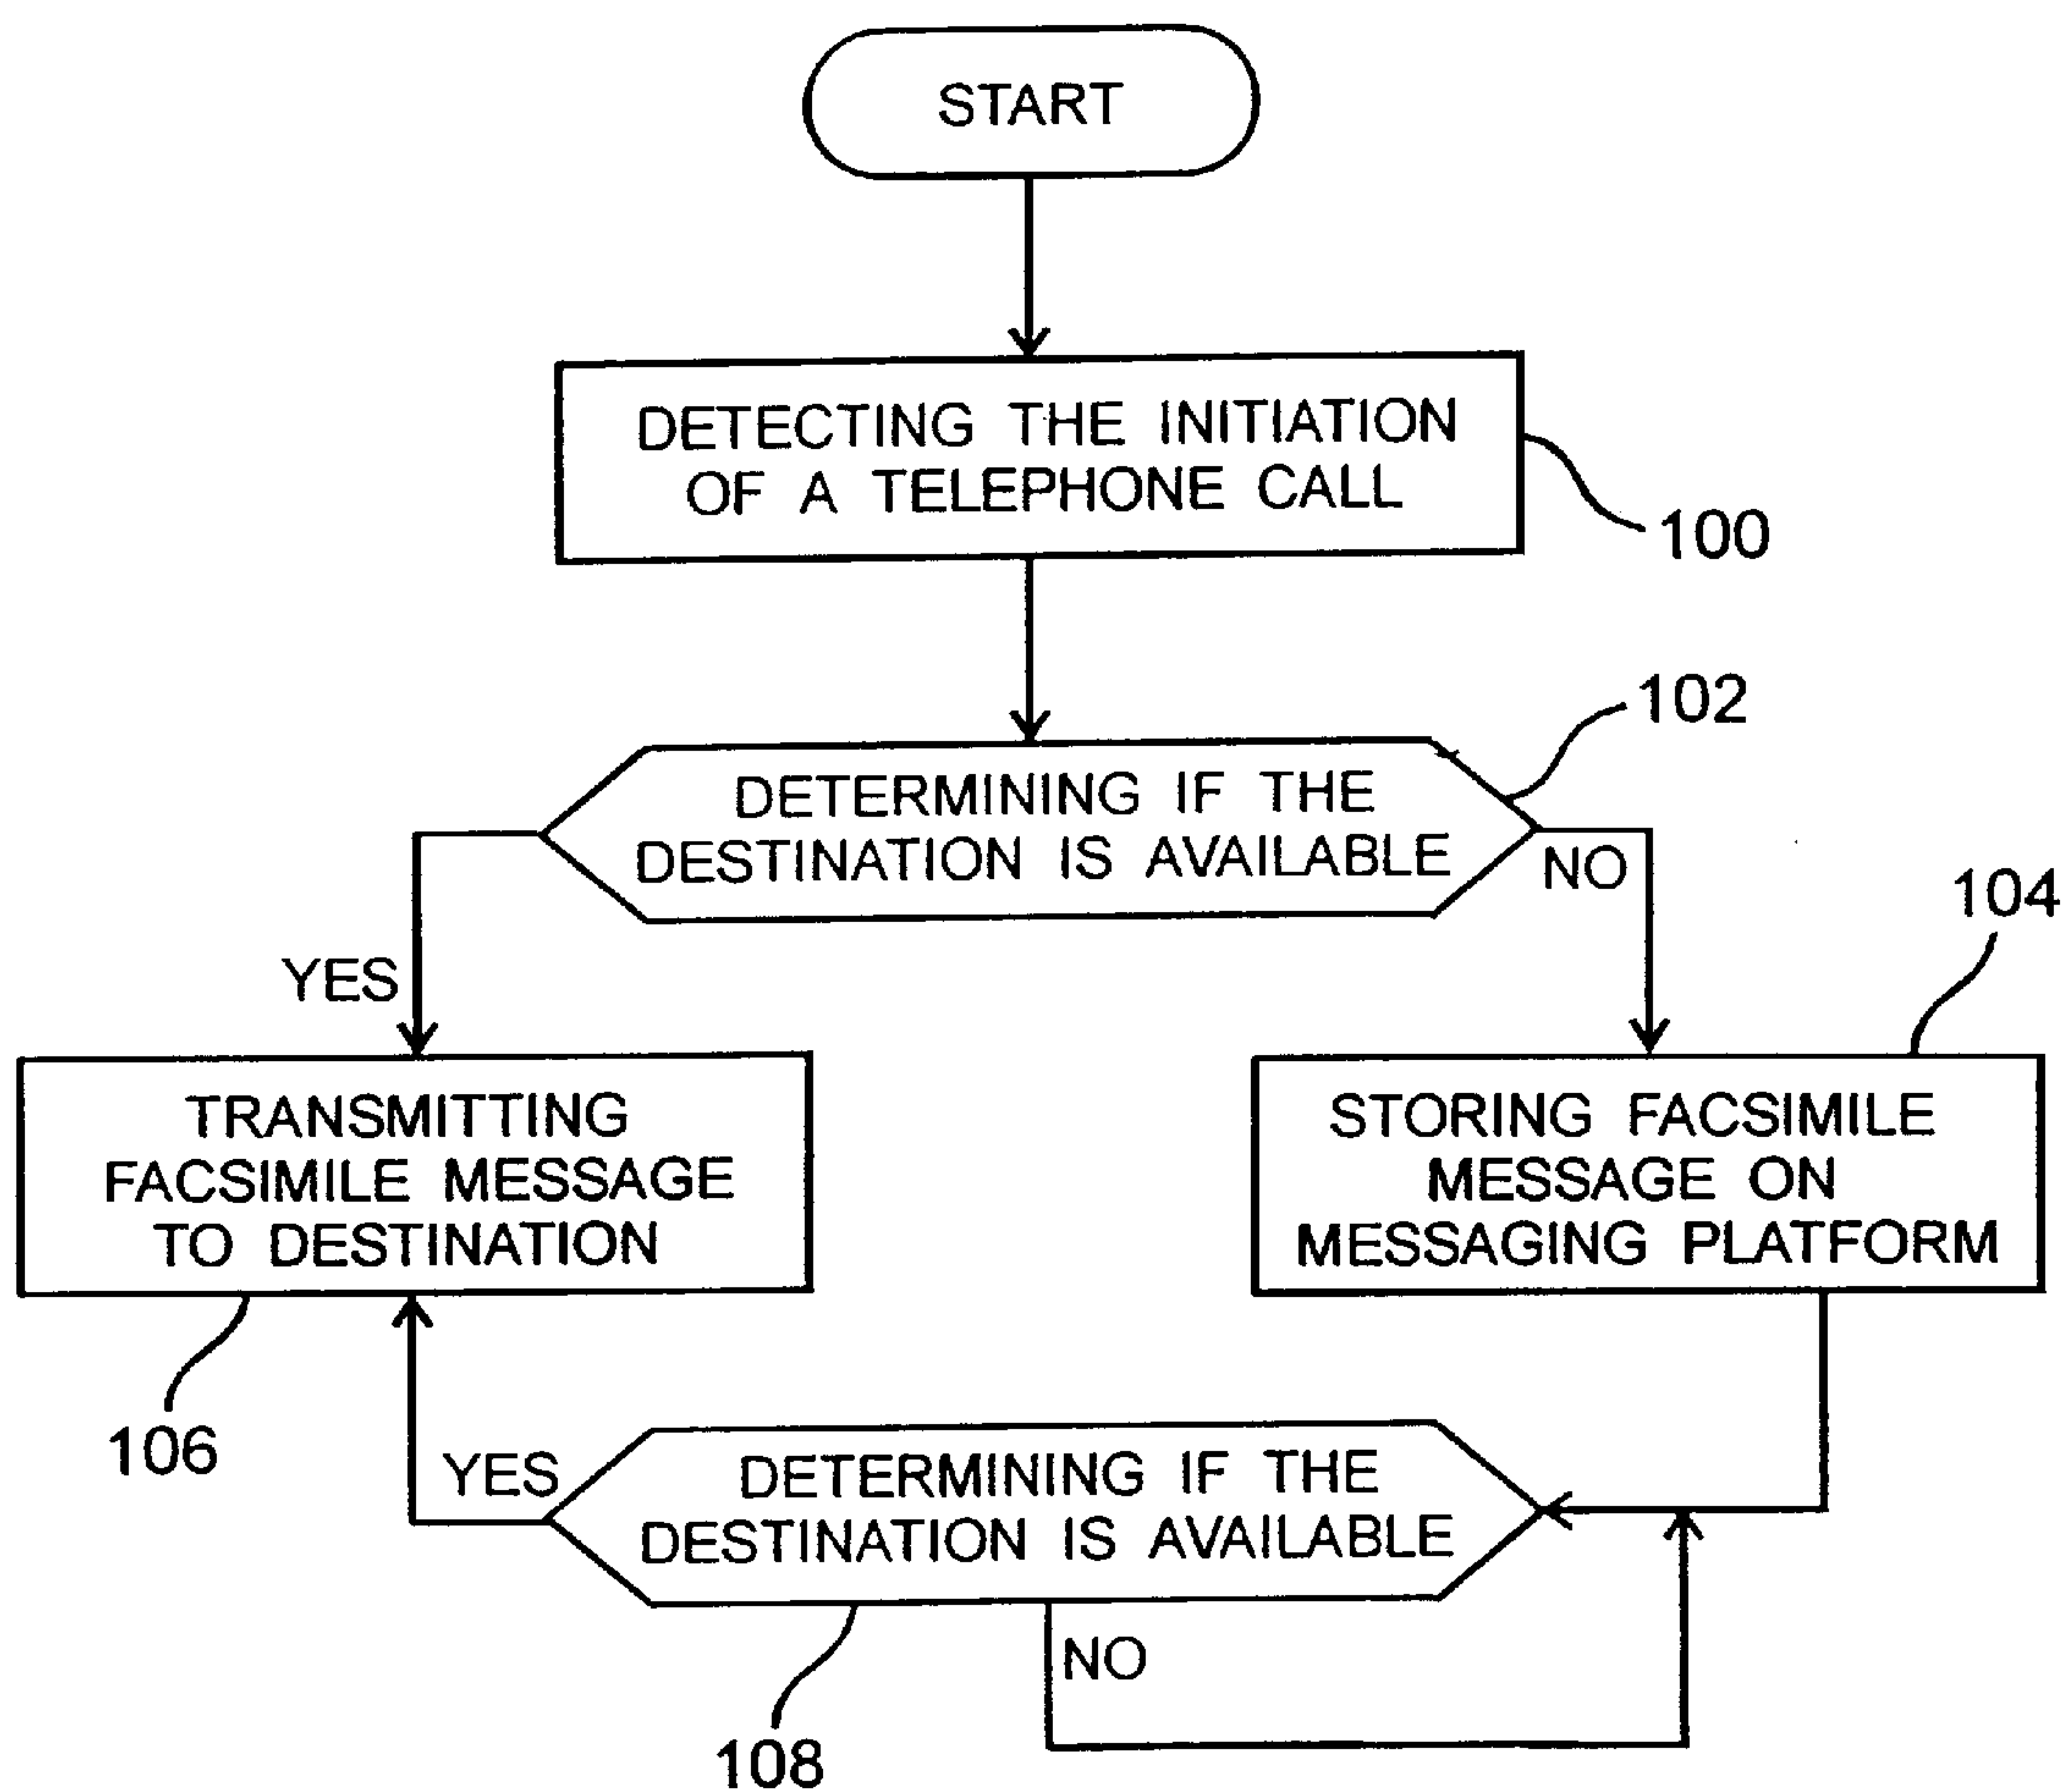 START
DETECTING THE INITIATION
OF A TELEPHONE CALL
100
102
DETERMINING IF THE
DESTINATION IS AVAILABLE
NO
104
YES
TRANSMITTING
FACSIMILE MESSAGE
TO DESTINATION
STORING FACSIMILE
MESSAGE ON
MESSAGING PLATFORM
106
YES
DETERMINING IF THE
DESTINATION IS AVAILABLE
NO
108